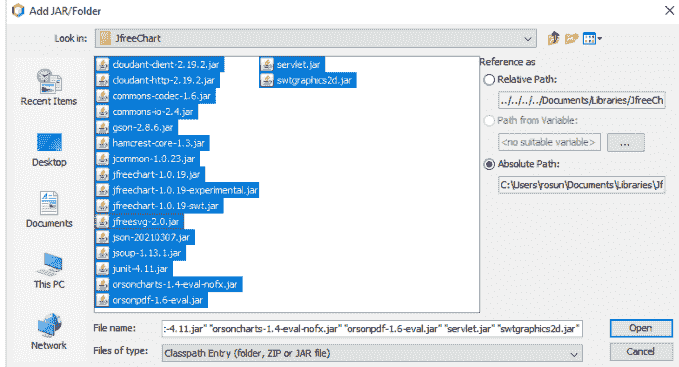 Add JAR/Folder
Look in: JfreeChart
cloudant-client-2.19.2.jar
cloudant-http-2.19.2.jar
commons-codec-1.6.jar
commons-io-2.4.jar
gson-2.8.6.jar
hamcrest-core-1.3.jar
jcommon-1.0.23.jar
jfreechart-1.0.19.jar
jfreechart-1.0.19-experimental.jar
jfreechart-1.0.19-swt.jar
jfreesvg-2.0.jar
json-20210307.jar
jsoup-1.13.1.jar
junit-4.11.jar
orsoncharts-1.4-eval-nofx.jar
orsonpdf-1.6-eval.jar
servlet.jar
swtgraphics2d.jar
Recent Items
Desktop
Documents
This PC
Network
Reference as
Relative Path:
../../../../Documents/Libraries/JfreeCh
Path from Variable:
<no suitable variable> ...
Absolute Path:
C:\Users\rosun\Documents\Libraries\Jf
File name: :-4.11.jar" "orsoncharts-1.4-eval-nofx.jar" "orsonpdf-1.6-eval.jar" "servlet.jar" "swtgraphics2d.jar"
Open
Files of type: Classpath Entry (folder, ZIP or JAR file)
Cancel